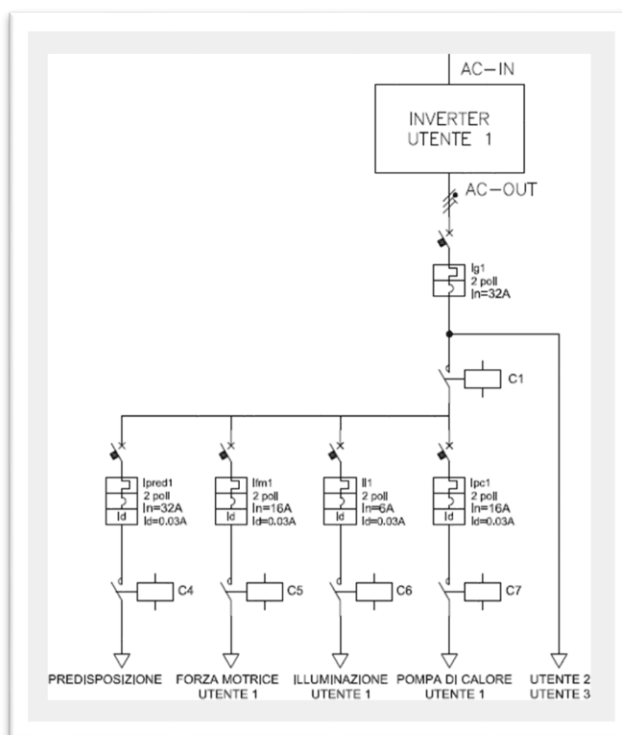 AC-IN
INVERTER
UTENTE 1
AC-OUT
Ig1
2 poli
In=32A
C1
Ipred1
2 poli
In=32A
Id=0.03A
Id
Ifm1
2 poli
In=16A
Id=0.03A
Id
Il1
2 poli
In=6A
Id=0.03A
Id
Ipc1
2 poli
In=16A
Id=0.03A
Id
C4
C5
C6
C7
PREDISPOSIZIONE
FORZA MOTRICE
UTENTE 1
ILLUMINAZIONE
UTENTE 1
POMPA DI CALORE
UTENTE 1
UTENTE 2
UTENTE 3